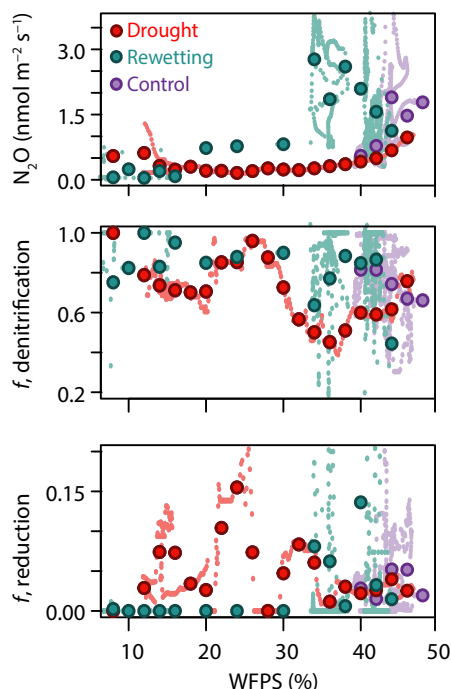 Drought
Rewetting
Control
N₂O (nmol m⁻² s⁻¹)
3.0
1.5
0.0
f, denitrification
1.0
0.6
0.2
f, reduction
0.15
0.00
10 20 30 40 50
WFPS (%)